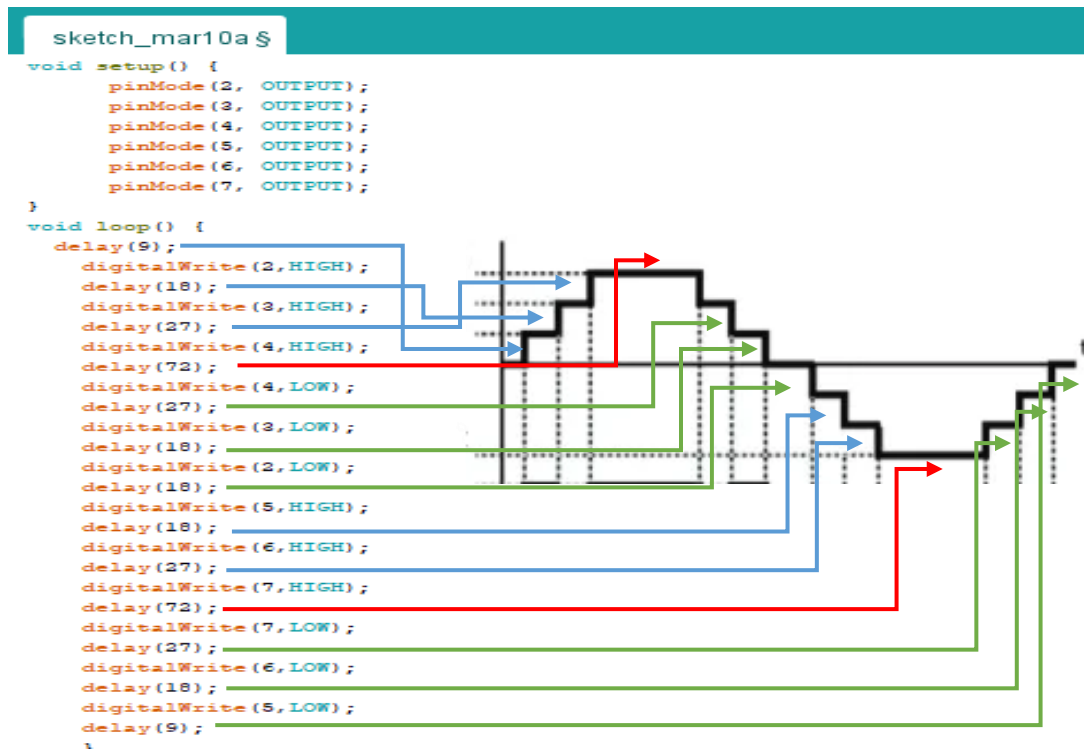 sketch_mar10a §
void setup() {
pinMode(2, OUTPUT);
pinMode(3, OUTPUT);
pinMode(4, OUTPUT);
pinMode(5, OUTPUT);
pinMode(6, OUTPUT);
pinMode(7, OUTPUT);
}
void loop() {
delay(9);
digitalWrite(2,HIGH);
delay(18);
digitalWrite(3,HIGH);
delay(27);
digitalWrite(4,HIGH);
delay(72);
digitalWrite(4,LOW);
delay(27);
digitalWrite(3,LOW);
delay(18);
digitalWrite(2,LOW);
delay(18);
digitalWrite(5,HIGH);
delay(18);
digitalWrite(6,HIGH);
delay(27);
digitalWrite(7,HIGH);
delay(72);
digitalWrite(7,LOW);
delay(27);
digitalWrite(6,LOW);
delay(18);
digitalWrite(5,LOW);
delay(9);
}
t